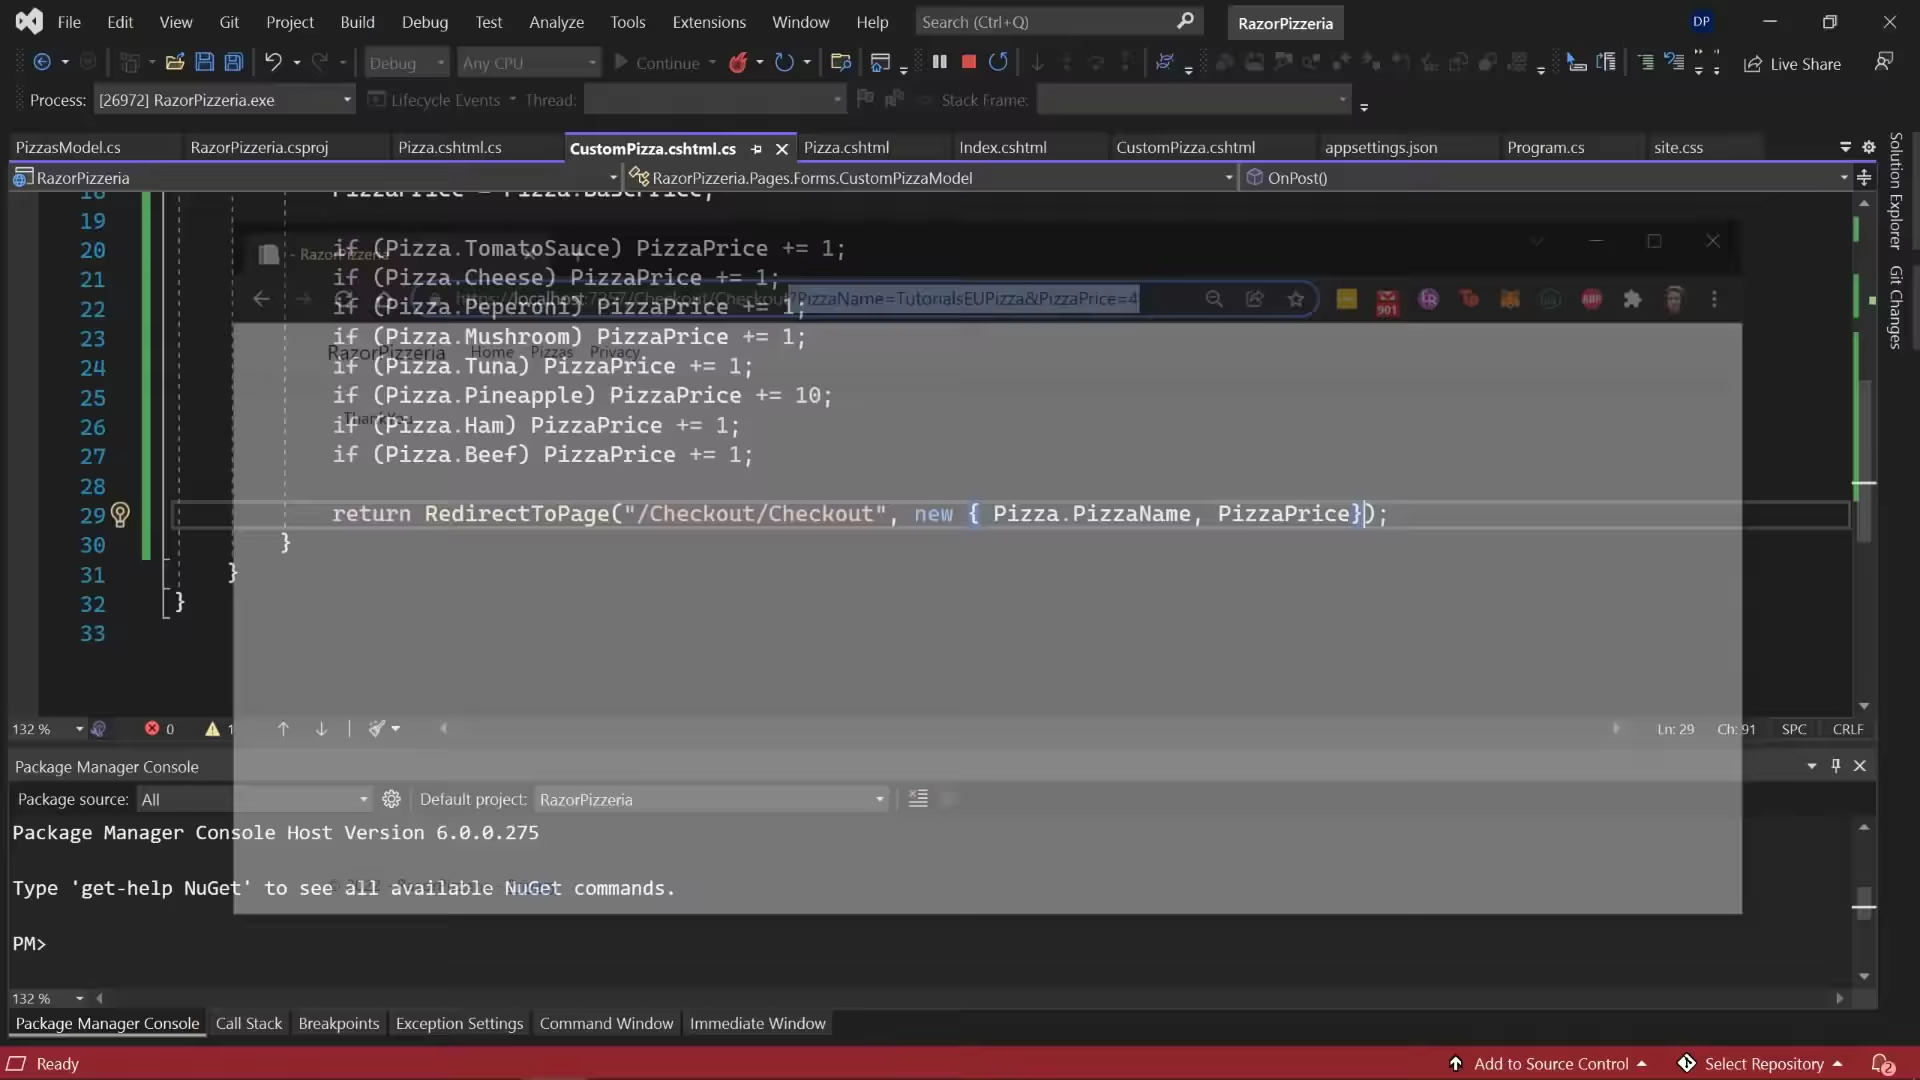 File Edit View Git Project Build Debug Test Analyze Tools Extensions Window Help Search (Ctrl+Q) RazorPizzeria DP
Debug Any CPU Continue Live Share
Process: [26972] RazorPizzeria.exe Lifecycle Events Thread: Stack Frame:
PizzasModel.cs RazorPizzeria.csproj Pizza.cshtml.cs CustomPizza.cshtml.cs Pizza.cshtml Index.cshtml CustomPizza.cshtml appsettings.json Program.cs site.css
RazorPizzeria RazorPizzeria.Pages.Forms.CustomPizzaModel OnPost()
18 PizzaPrice = Pizza.BasePrice;
19
20 if (Pizza.TomatoSauce) PizzaPrice += 1;
21 if (Pizza.Cheese) PizzaPrice += 1;
22 if (Pizza.Peperoni) PizzaPrice += 1;
23 if (Pizza.Mushroom) PizzaPrice += 1;
24 if (Pizza.Tuna) PizzaPrice += 1;
25 if (Pizza.Pineapple) PizzaPrice += 10;
26 if (Pizza.Ham) PizzaPrice += 1;
27 if (Pizza.Beef) PizzaPrice += 1;
28
29 return RedirectToPage("/Checkout/Checkout", new { Pizza.PizzaName, PizzaPrice});
30 }
31 }
32 }
33
- RazorPizzeria
?PizzaName=TutorialsEUPizza&PizzaPrice=4
901
RazorPizzeria Home Pizzas Privacy
ThankYou
132 % 0 1 Ln: 29 Ch: 91 SPC CRLF
Package Manager Console
Package source: All Default project: RazorPizzeria
Package Manager Console Host Version 6.0.0.275
Type 'get-help NuGet' to see all available NuGet commands.
PM>
132 %
Package Manager Console Call Stack Breakpoints Exception Settings Command Window Immediate Window
Ready Add to Source Control Select Repository 2
Solution Explorer
Git Changes